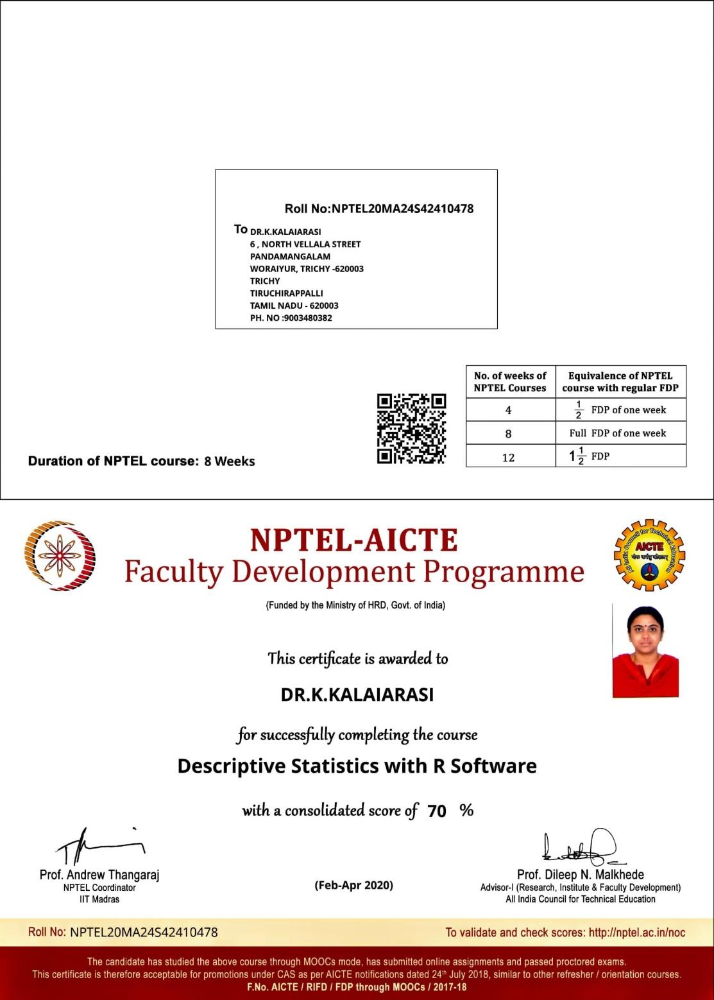 Roll No:NPTEL20MA24S42410478
To DR.K.KALAIARASI
6 , NORTH VELLALA STREET
PANDAMANGALAM
WORAIYUR, TRICHY -620003
TRICHY
TIRUCHIRAPPALLI
TAMIL NADU - 620003
PH. NO :9003480382
No. of weeks of NPTEL Courses Equivalence of NPTEL course with regular FDP
4 1/2 FDP of one week
8 Full FDP of one week
12 1 1/2 FDP
Duration of NPTEL course: 8 Weeks
NPTEL-AICTE
Faculty Development Programme
(Funded by the Ministry of HRD, Govt. of India)
All India Council for Technical Education
AICTE
This certificate is awarded to
DR.K.KALAIARASI
for successfully completing the course
Descriptive Statistics with R Software
with a consolidated score of 70 %
Prof. Andrew Thangaraj
NPTEL Coordinator
IIT Madras
(Feb-Apr 2020)
Prof. Dileep N. Malkhede
Advisor-I (Research, Institute & Faculty Development)
All India Council for Technical Education
Roll No: NPTEL20MA24S42410478
To validate and check scores: http://nptel.ac.in/noc
The candidate has studied the above course through MOOCs mode, has submitted online assignments and passed proctored exams.
This certificate is therefore acceptable for promotions under CAS as per AICTE notifications dated 24th July 2018, similar to other refresher / orientation courses.
F.No. AICTE / RIFD / FDP through MOOCs / 2017-18